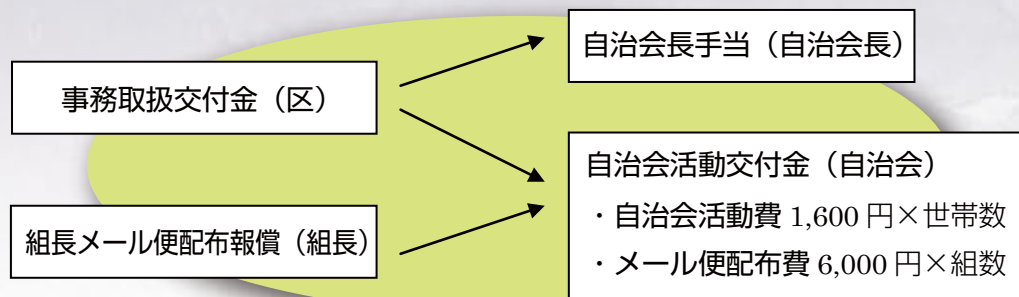 事務取扱交付金（区）
組長メール便配布報償（組長）
自治会長手当（自治会長）
自治会活動交付金（自治会）
・自治会活動費 1,600 円×世帯数
・メール便配布費 6,000 円×組数